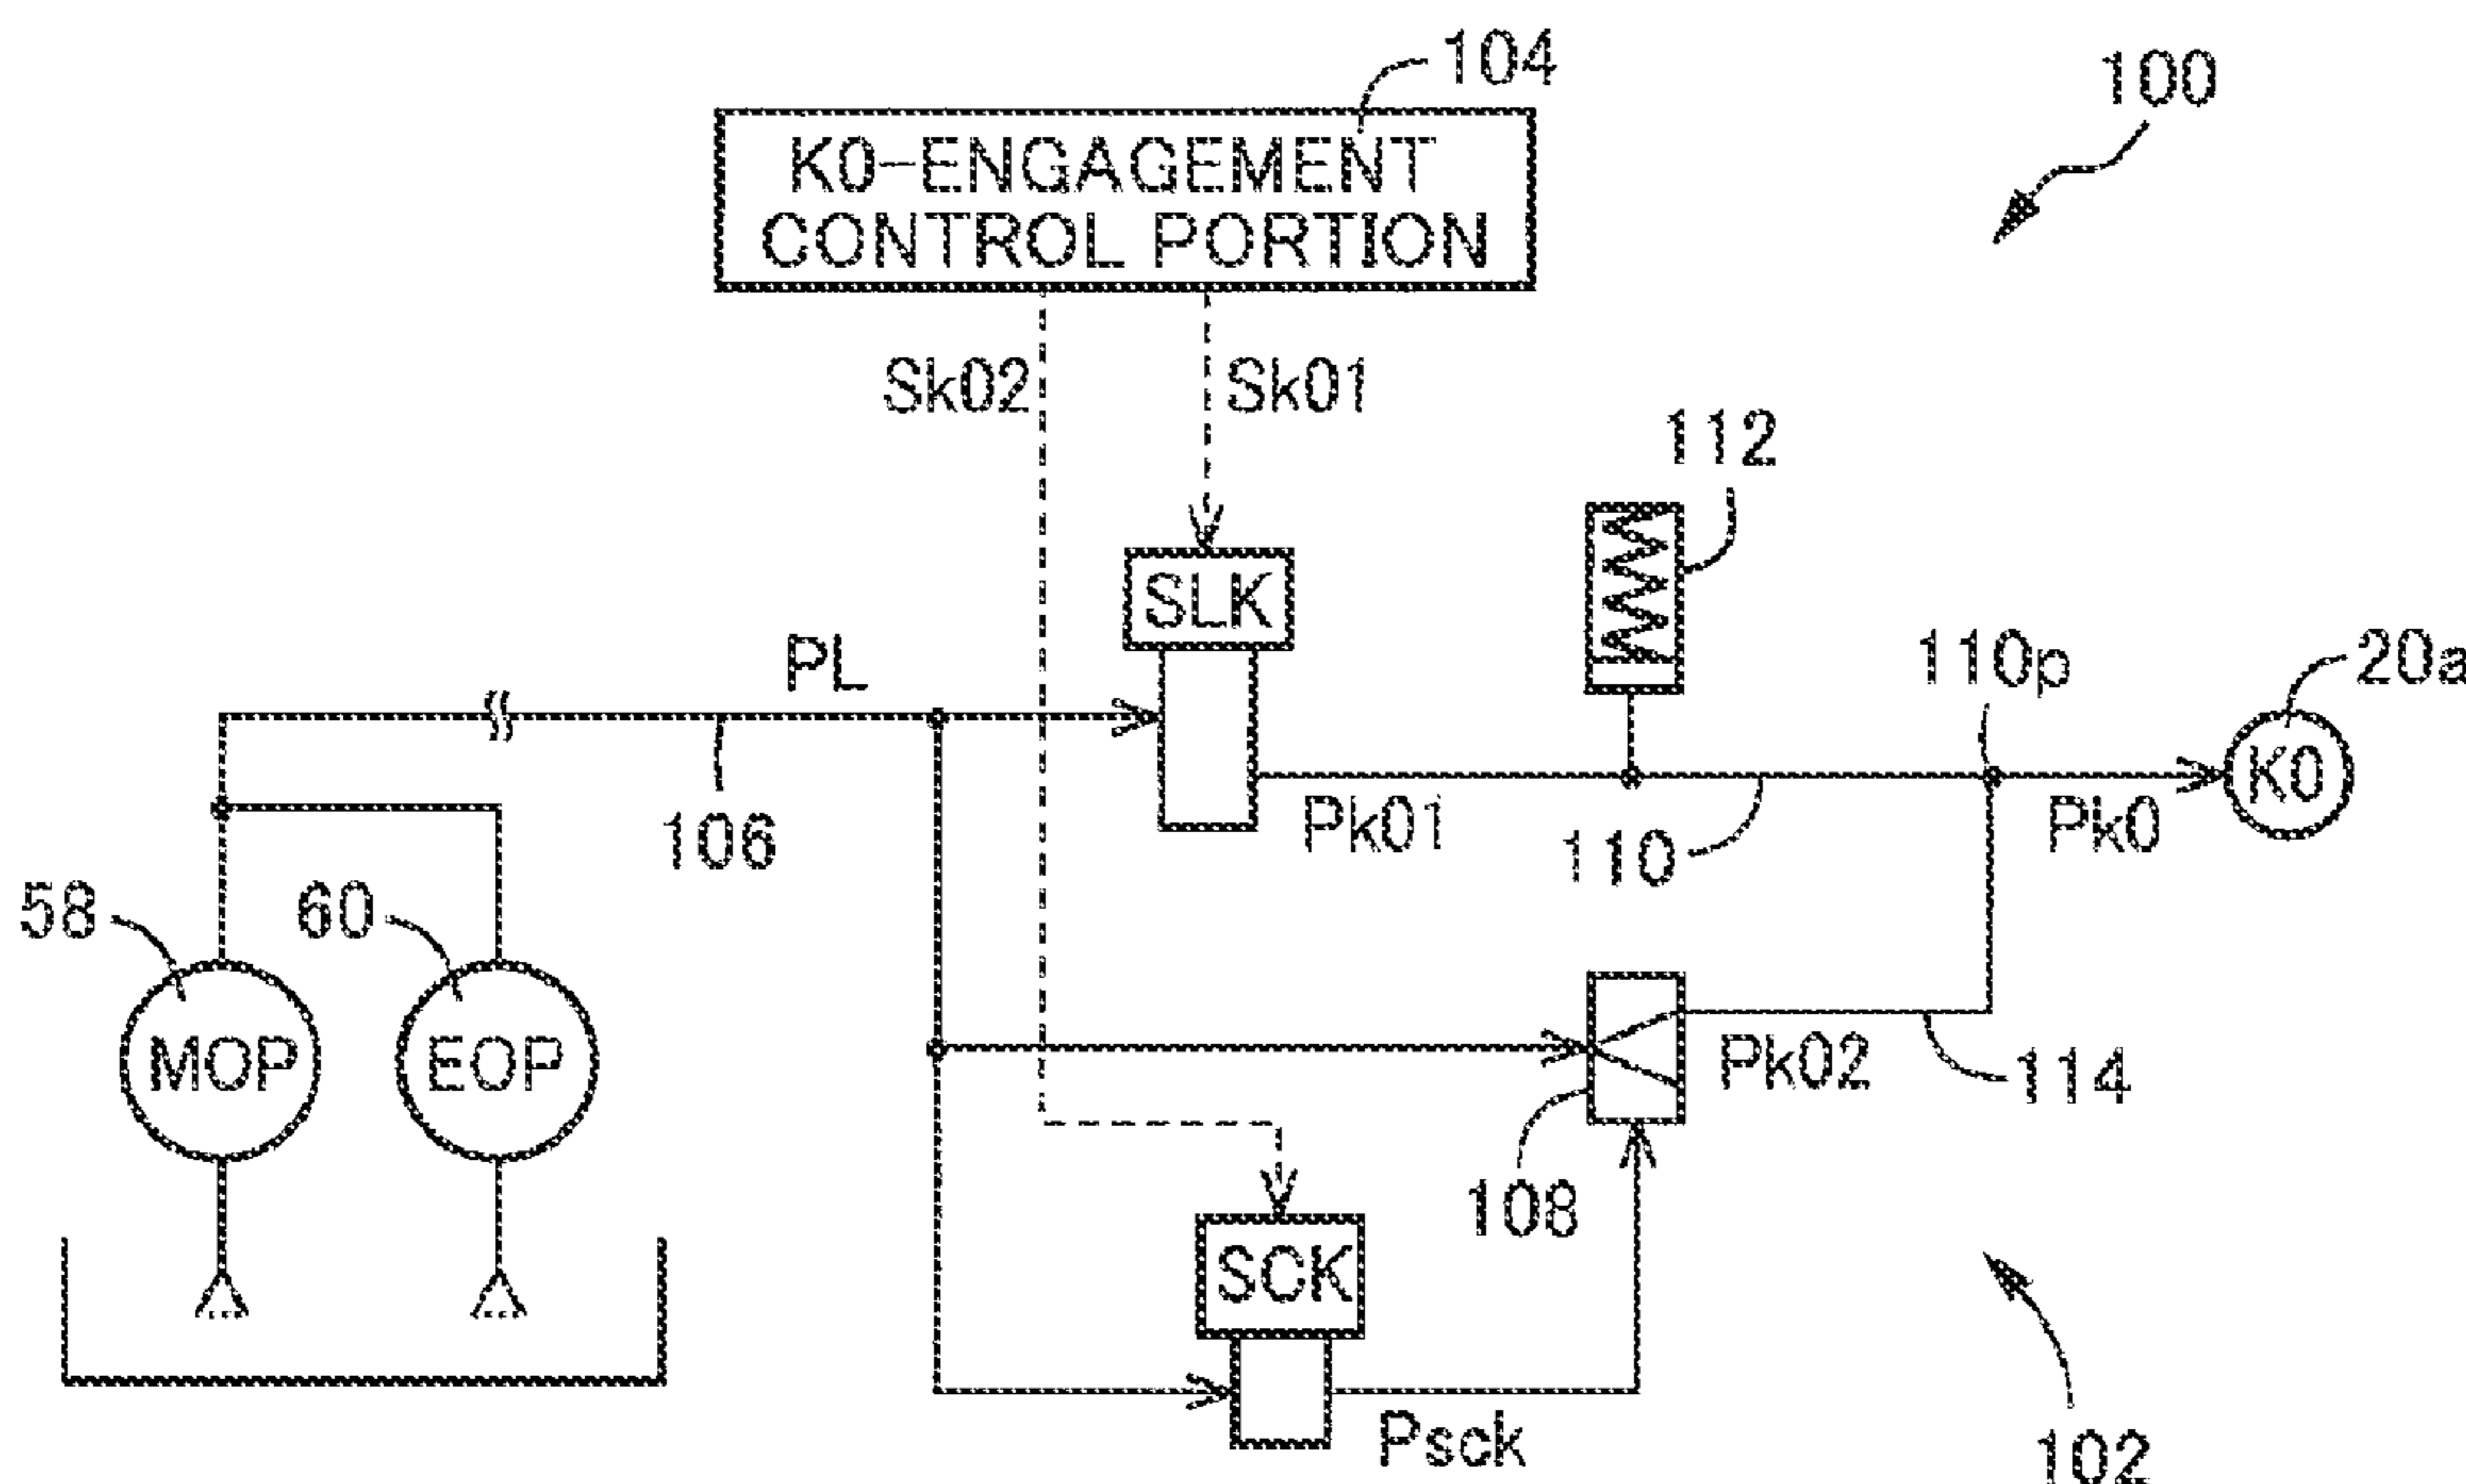 104
100
K0-ENGAGEMENT
CONTROL PORTION
Sk02
Sk01
112
SLK
PL
110p
20a
K0
106
Pk01
110
Pk0
58
60
MOP
EOP
Pk02
114
108
SCK
Psck
102